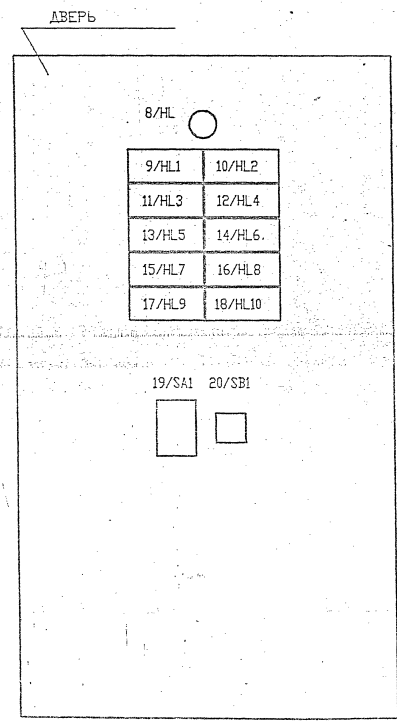 ДВЕРЬ
8/HL
9/HL1 10/HL2
11/HL3 12/HL4
13/HL5 14/HL6.
15/HL7 16/HL8
17/HL9 18/HL10
19/SA1 20/SB1